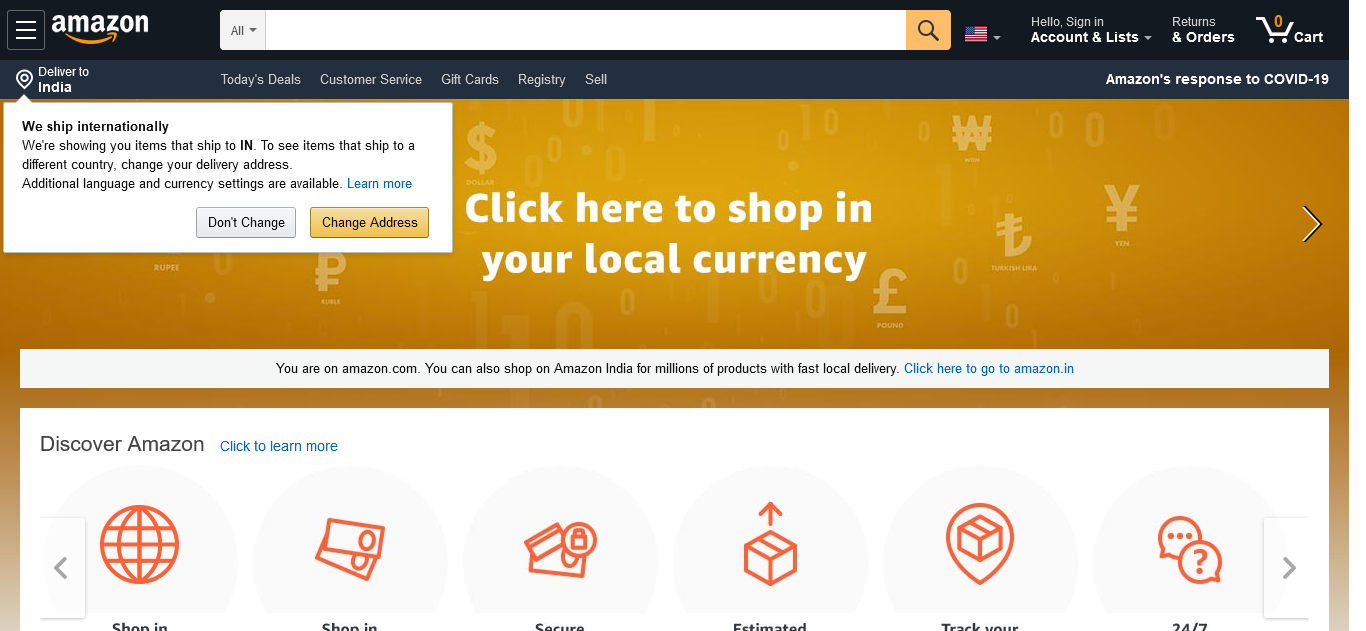 amazon
All
Hello, Sign in
Account & Lists
Returns
& Orders
0
Cart
Deliver to
India
Today's Deals
Customer Service
Gift Cards
Registry
Sell
Amazon's response to COVID-19
We ship internationally
We're showing you items that ship to IN. To see items that ship to a
different country, change your delivery address.
Additional language and currency settings are available. Learn more
Don't Change
Change Address
$
DOLLAR
₩
WON
¥
YEN
₺
TURKISH LIRA
£
POUND
RUPEE
₽
RUBLE
Click here to shop in
your local currency
You are on amazon.com. You can also shop on Amazon India for millions of products with fast local delivery. Click here to go to amazon.in
Discover Amazon
Click to learn more
Shop in
Shop in
Secure
Estimated
Track your
24/7